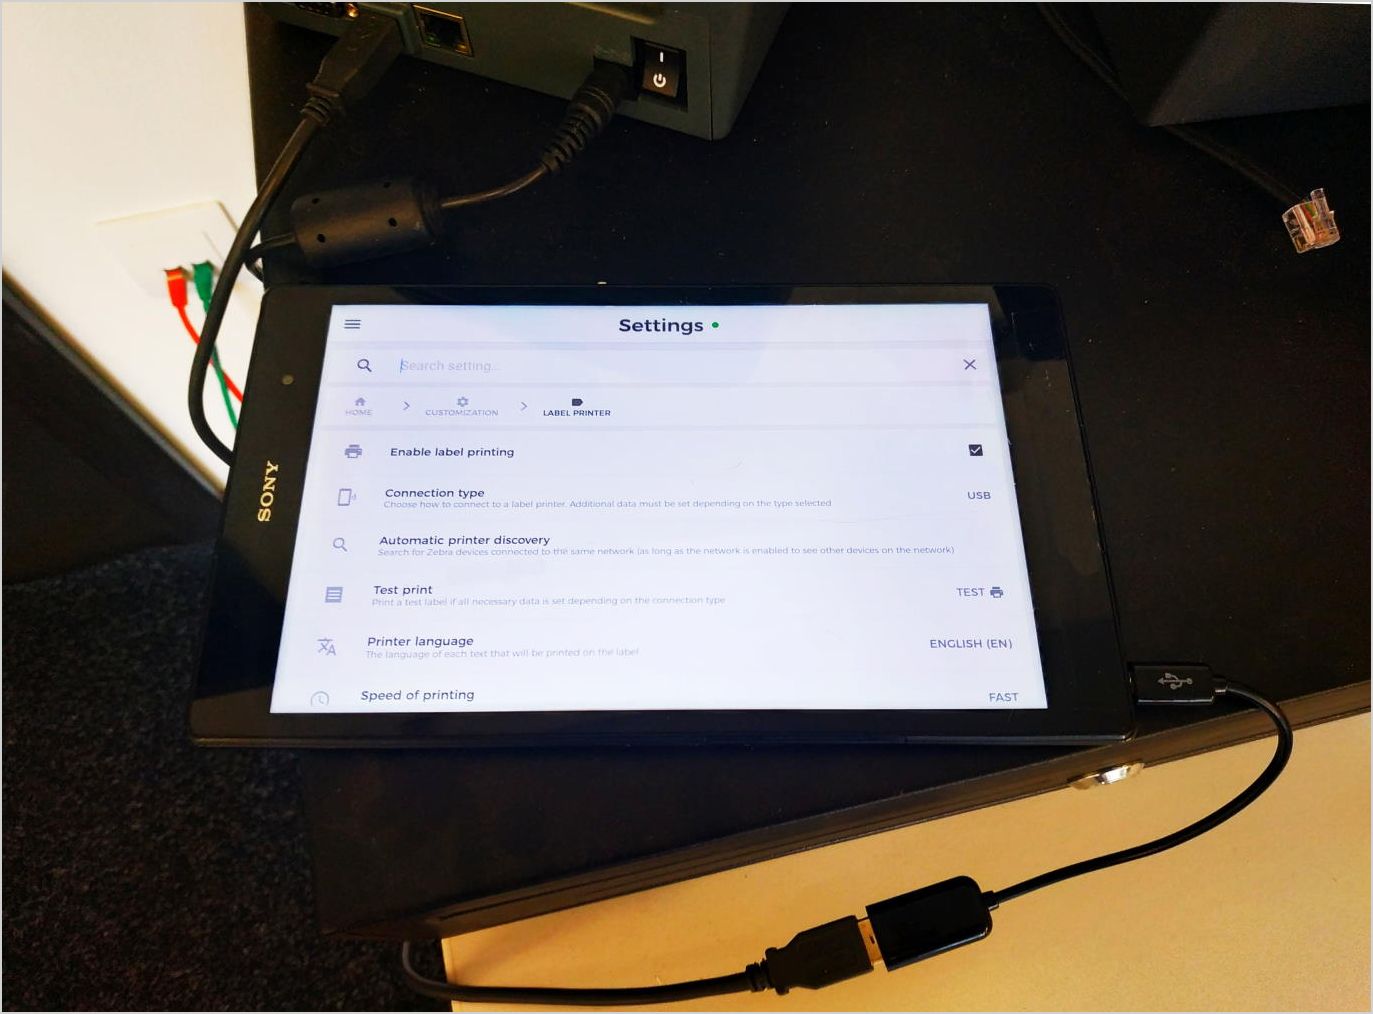 Settings
Search setting...
HOME
CUSTOMIZATION
LABEL PRINTER
Enable label printing
Connection type
USB
Choose how to connect to a label printer. Additional data must be set depending on the type selected
Automatic printer discovery
Search for Zebra devices connected to the same network (as long as the network is enabled to see other devices on the network)
Test print
TEST
Print a test label if all necessary data is set depending on the connection type
Printer language
ENGLISH (EN)
The language of each text that will be printed on the label
Speed of printing
FAST
SONY